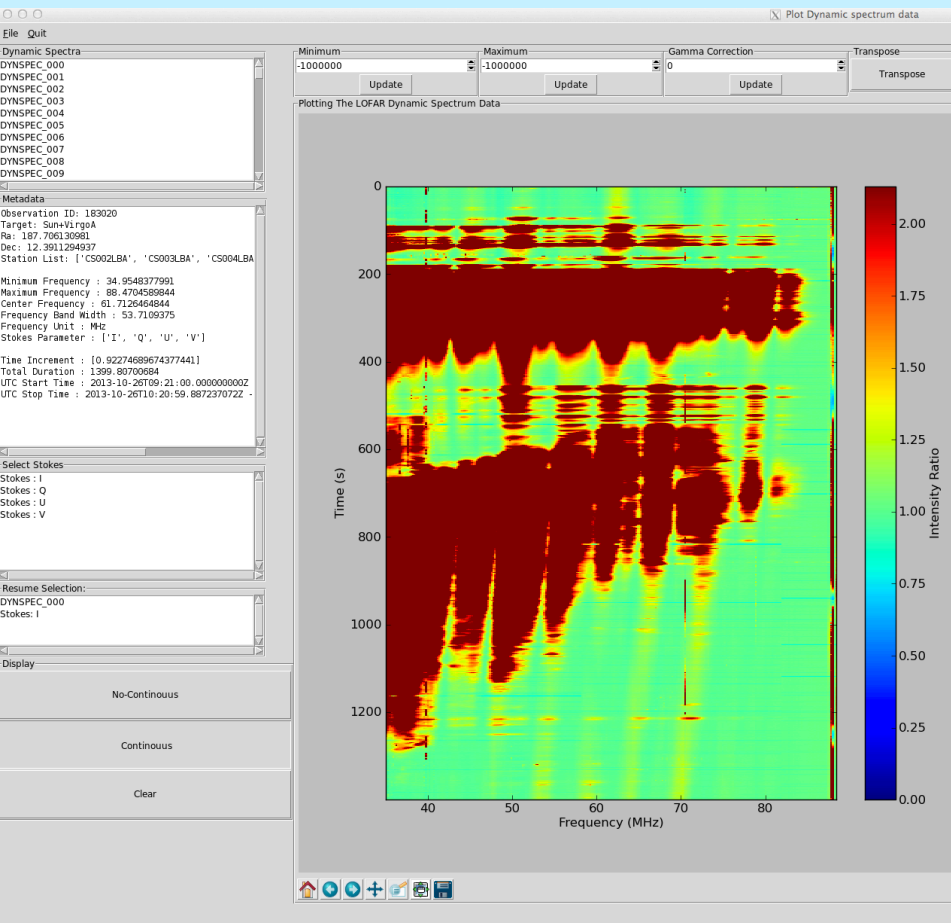 Plot Dynamic spectrum data
File Quit
Dynamic Spectra
DYNSPEC_000
DYNSPEC_001
DYNSPEC_002
DYNSPEC_003
DYNSPEC_004
DYNSPEC_005
DYNSPEC_006
DYNSPEC_007
DYNSPEC_008
DYNSPEC_009
Metadata
Observation ID: 183020
Target: Sun+VirgoA
Ra: 187.706130981
Dec: 12.3911294937
Station List: ['CS002LBA', 'CS003LBA', 'CS004LBA
Minimum Frequency : 34.9548377991
Maximum Frequency : 88.4704589844
Center Frequency : 61.7126464844
Frequency Band Width : 53.7109375
Frequency Unit : MHz
Stokes Parameter : ['I', 'Q', 'U', 'V']
Time Increment : [0.92274689674377441]
Total Duration : 1399.80700684
UTC Start Time : 2013-10-26T09:21:00.000000000Z
UTC Stop Time : 2013-10-26T10:20:59.887237072Z -
Select Stokes
Stokes : I
Stokes : Q
Stokes : U
Stokes : V
Resume Selection:
DYNSPEC_000
Stokes: I
Display
No-Continouus
Continouus
Clear
Minimum
-1000000
Update
Maximum
-1000000
Update
Gamma Correction
0
Update
Transpose
Transpose
Plotting The LOFAR Dynamic Spectrum Data
0
200
400
600
800
1000
1200
Time (s)
40 50 60 70 80
Frequency (MHz)
2.00
1.75
1.50
1.25
1.00
0.75
0.50
0.25
0.00
Intensity Ratio